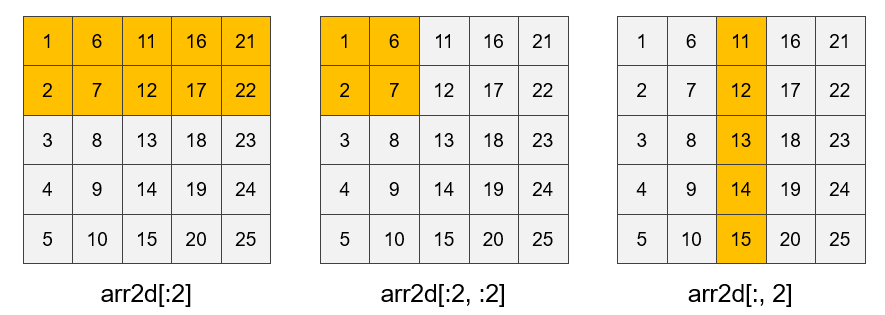 1 6 11 16 21 1 6 11 16 21 1 6 11 16 21
2 7 12 17 22 2 7 12 17 22 2 7 12 17 22
3 8 13 18 23 3 8 13 18 23 3 8 13 18 23
4 9 14 19 24 4 9 14 19 24 4 9 14 19 24
5 10 15 20 25 5 10 15 20 25 5 10 15 20 25
arr2d[:2] arr2d[:2, :2] arr2d[:, 2]